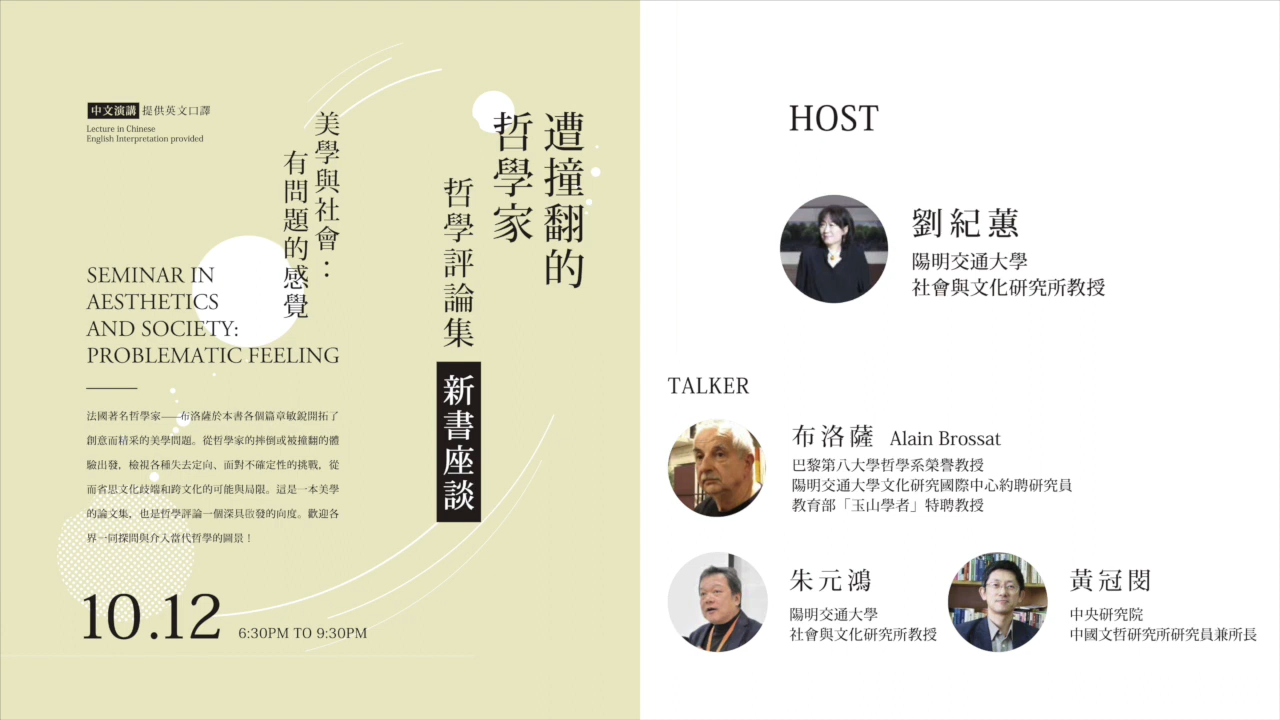 中文演講 提供英文口譯
Lecture in Chinese
English Interpretation provided
遭撞翻的
哲學家
哲學評論集 新書座談
美學與社會：
有問題的感覺
SEMINAR IN
AESTHETICS
AND SOCIETY:
PROBLEMATIC FEELING
法國著名哲學家——布洛薩於本書各個篇章敏銳開拓了
創意而精采的美學問題。從哲學家的摔倒或被撞翻的體
驗出發，檢視各種失去定向、面對不確定性的挑戰，從
而省思文化歧端和跨文化的可能與局限。這是一本美學
的論文集，也是哲學評論一個深具啟發的向度。歡迎各
界一同探問與介入當代哲學的圖景！
10.12 6:30PM TO 9:30PM
HOST
劉紀蕙
陽明交通大學
社會與文化研究所教授
TALKER
布洛薩 Alain Brossat
巴黎第八大學哲學系榮譽教授
陽明交通大學文化研究國際中心約聘研究員
教育部「玉山學者」特聘教授
朱元鴻
陽明交通大學
社會與文化研究所教授
黃冠閔
中央研究院
中國文哲研究所研究員兼所長